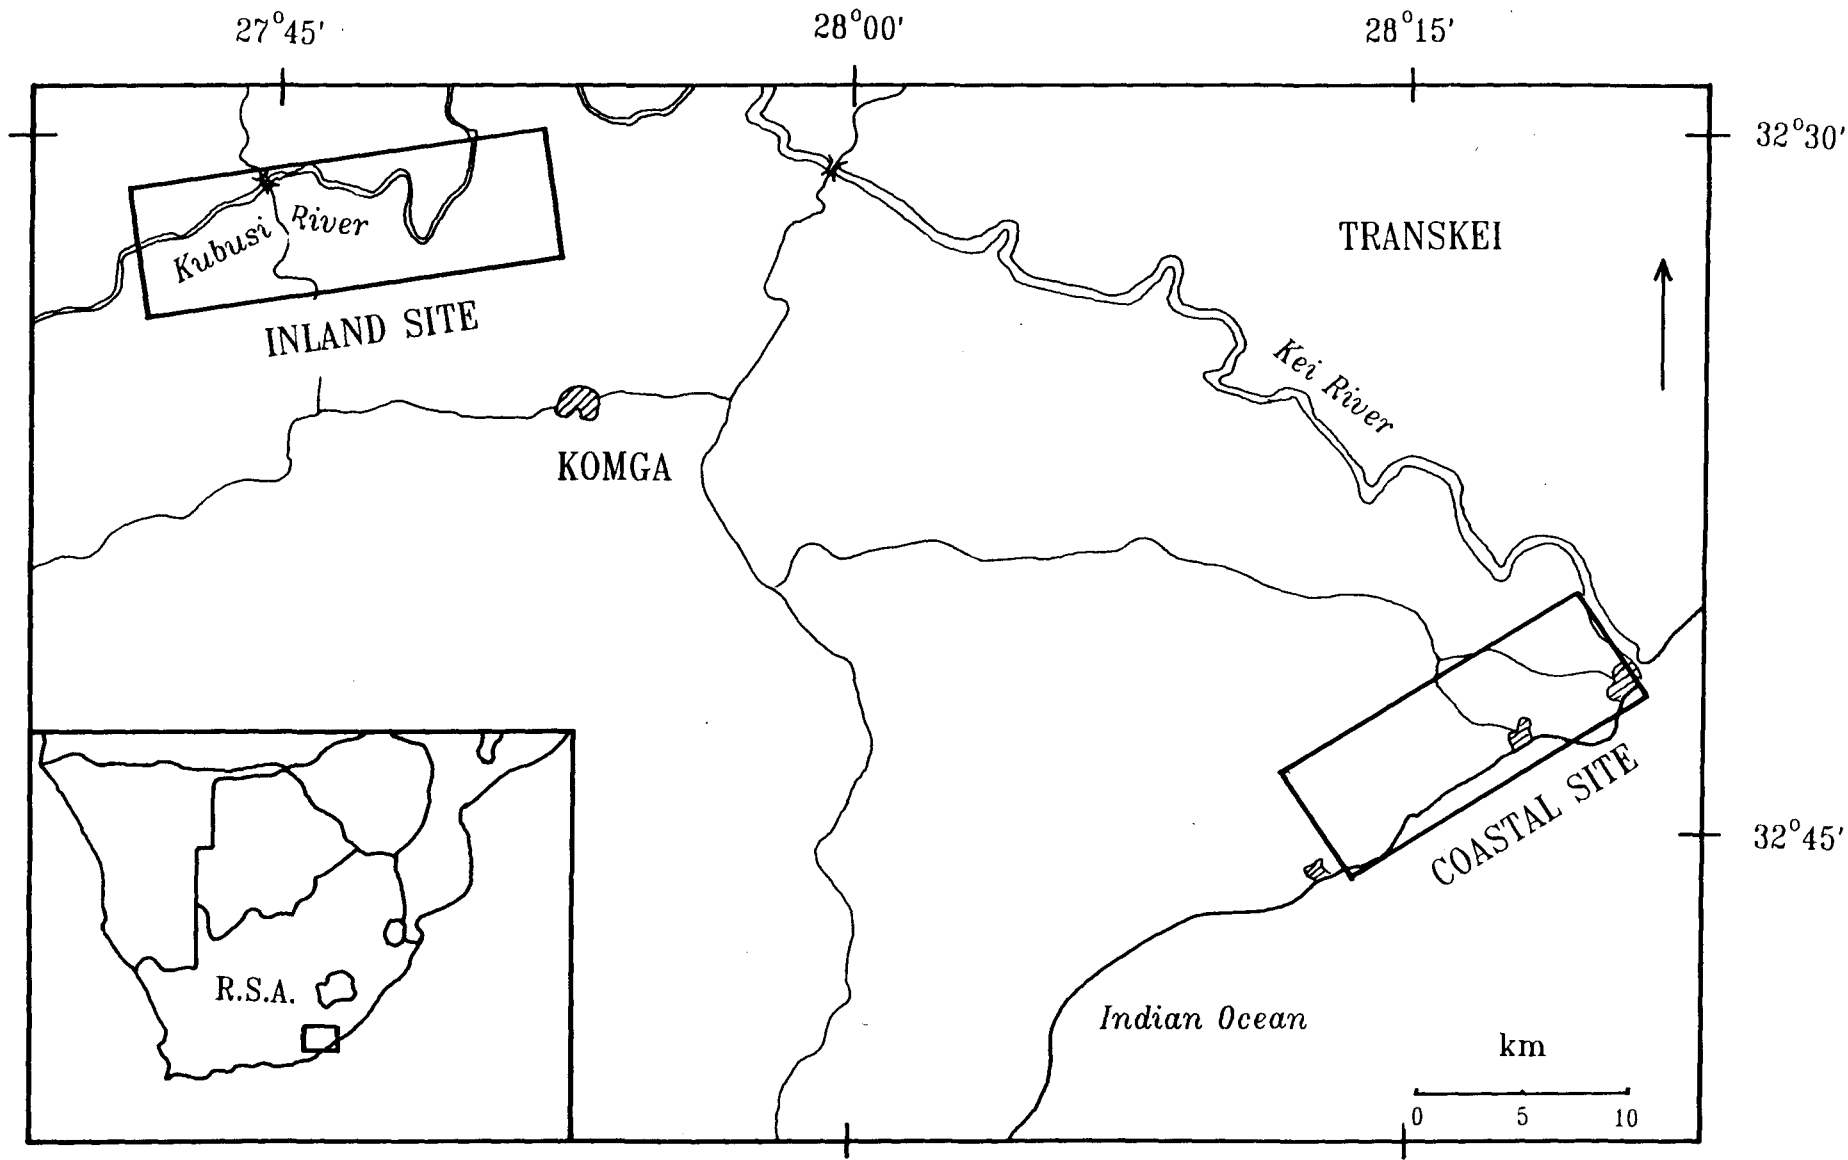 27°45'
28°00'
28°15'
32°30'
TRANSKEI
Kubusi River
INLAND SITE
Kei River
KOMGA
COASTAL SITE
32°45'
R.S.A.
Indian Ocean
km
0 5 10